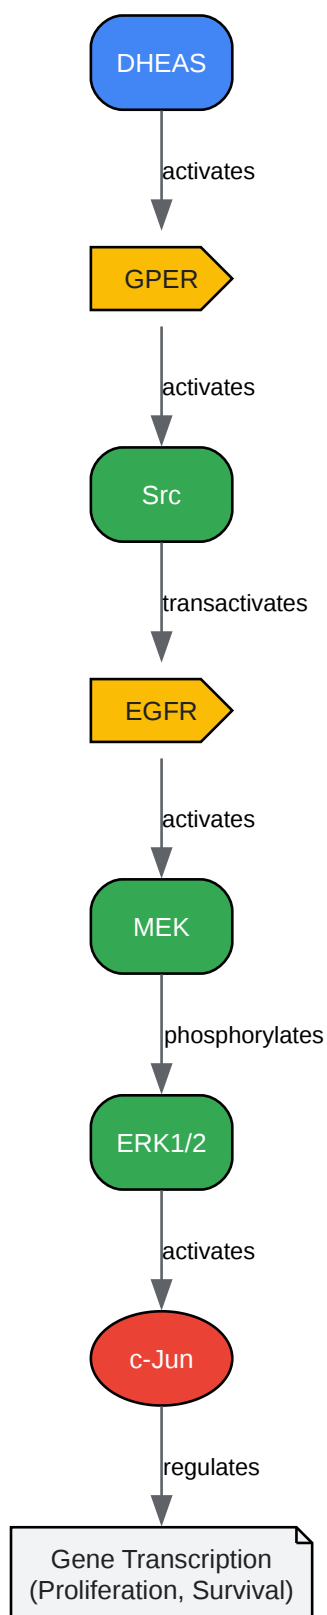 DHEAS
activates
GPER
activates
Src
transactivates
EGFR
activates
MEK
phosphorylates
ERK1/2
activates
c-Jun
regulates
Gene Transcription
(Proliferation, Survival)